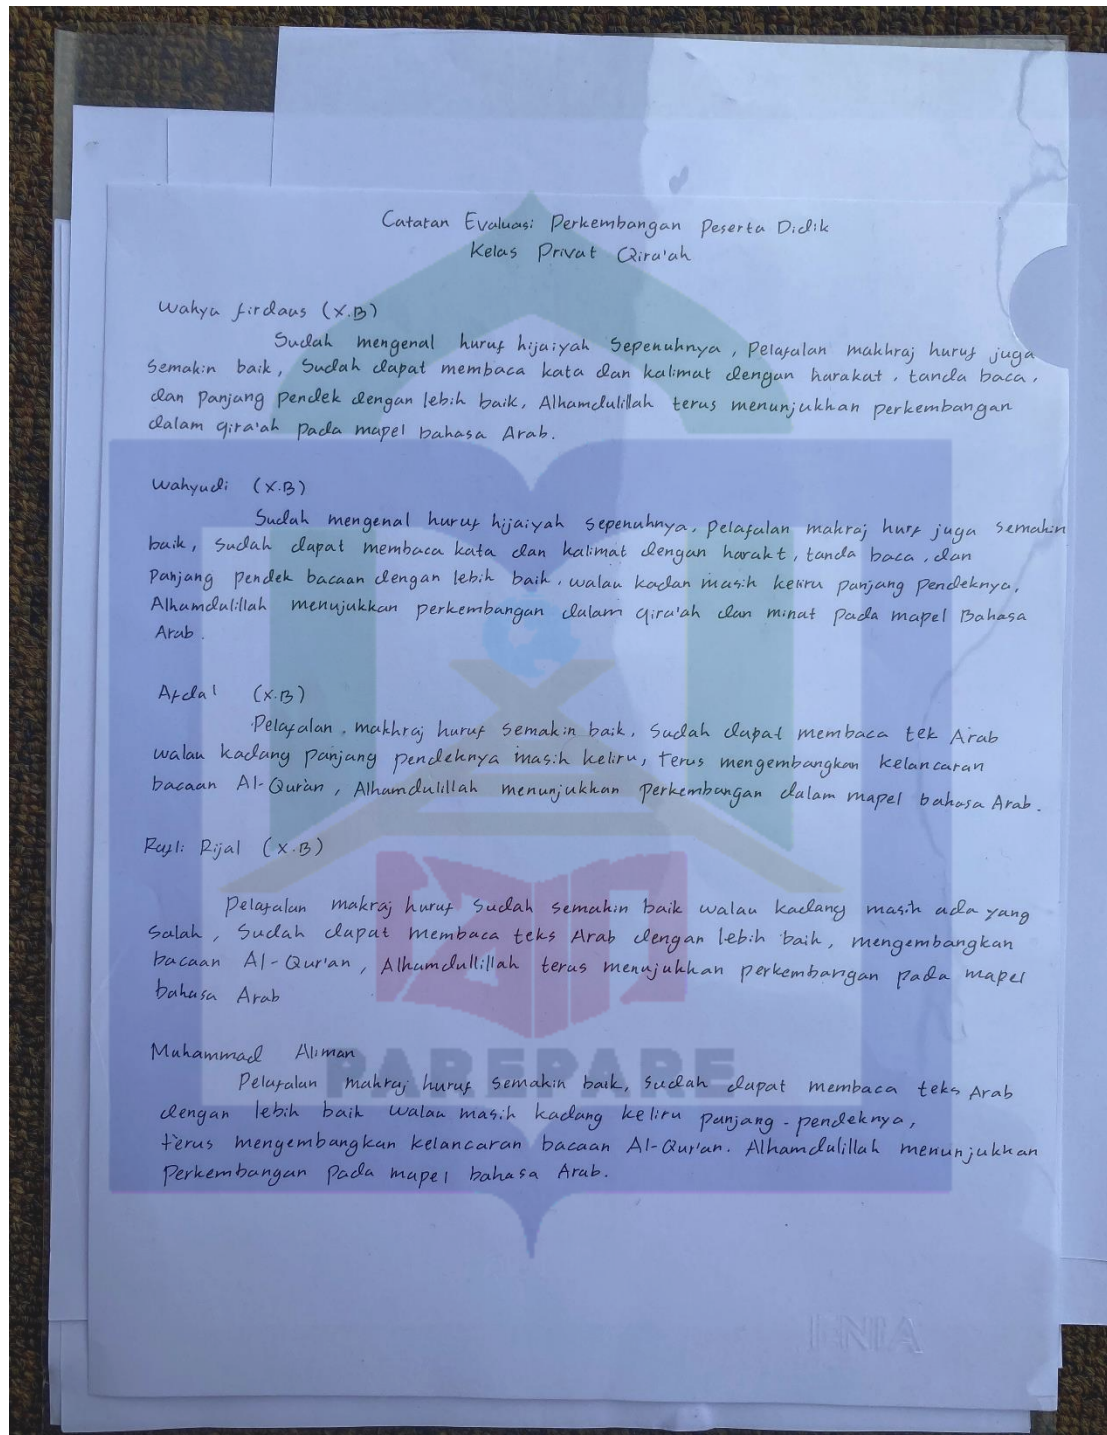 Catatan Evaluasi Perkembangan Peserta Didik
Kelas Privat Qira'ah
Wahyu firdaus (X.B)
Sudah mengenal huruf hijaiyah Sepenuhnya, Pelafalan makhraj huruf juga
Semakin baik, Sudah dapat membaca kata dan kalimat dengan harakat, tanda baca,
dan Panjang pendek dengan lebih baik, Alhamdulillah terus menunjukkan perkembangan
dalam qira'ah pada mapel bahasa Arab.
Wahyudi (X.B)
Sudah mengenal huruf hijaiyah sepenuhnya, pelafalan makraj hurf juga semakin
baik, sudah dapat membaca kata dan kalimat dengan harakt, tanda baca, dan
Panjang pendek bacaan dengan lebih baik, walau kadan masih keliru panjang pendeknya,
Alhamdulillah menujukkan perkembangan dalam qira'ah dan minat pada mapel Bahasa
Arab.
Afdal (X.B)
Pelafalan, makhraj huruf semakin baik, sudah dapat membaca tek Arab
walau kadang panjang pendeknya masih keliru, terus mengembangkan kelancaran
bacaan Al-Qur'an, Alhamdulillah menunjukkan perkembangan dalam mapel bahasa Arab.
Rafli Rijal (X.B)
Pelafalan makraj huruf sudah semakin baik walau kadang masih ada yang
Salah, Sudah dapat membaca teks Arab dengan lebih baik, mengembangkan
bacaan Al-Qur'an, Alhamdullillah terus menujukkan perkembangan pada mapel
bahasa Arab
Muhammad Aliman
Pelafalan makraj huruf semakin baik, sudah dapat membaca teks Arab
dengan lebih baik walau masih kadang keliru panjang-pendeknya,
terus mengembangkan kelancaran bacaan Al-Qur'an. Alhamdulillah menunjukkan
Perkembangan pada mapel bahasa Arab.
PAREPARE